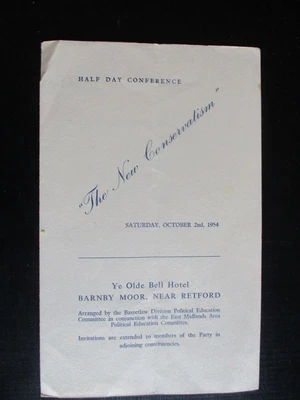 HALF DAY CONFERENCE
"The New Conservatism"
SATURDAY, OCTOBER 2nd, 1954
Ye Olde Bell Hotel
BARNBY MOOR, NEAR RETFORD
Arranged by the Bassetlaw Division Political Education
Committee in conjunction with the East Midlands Area
Political Education Committee.
Invitations are extended to members of the Party in
adjoining constituencies.